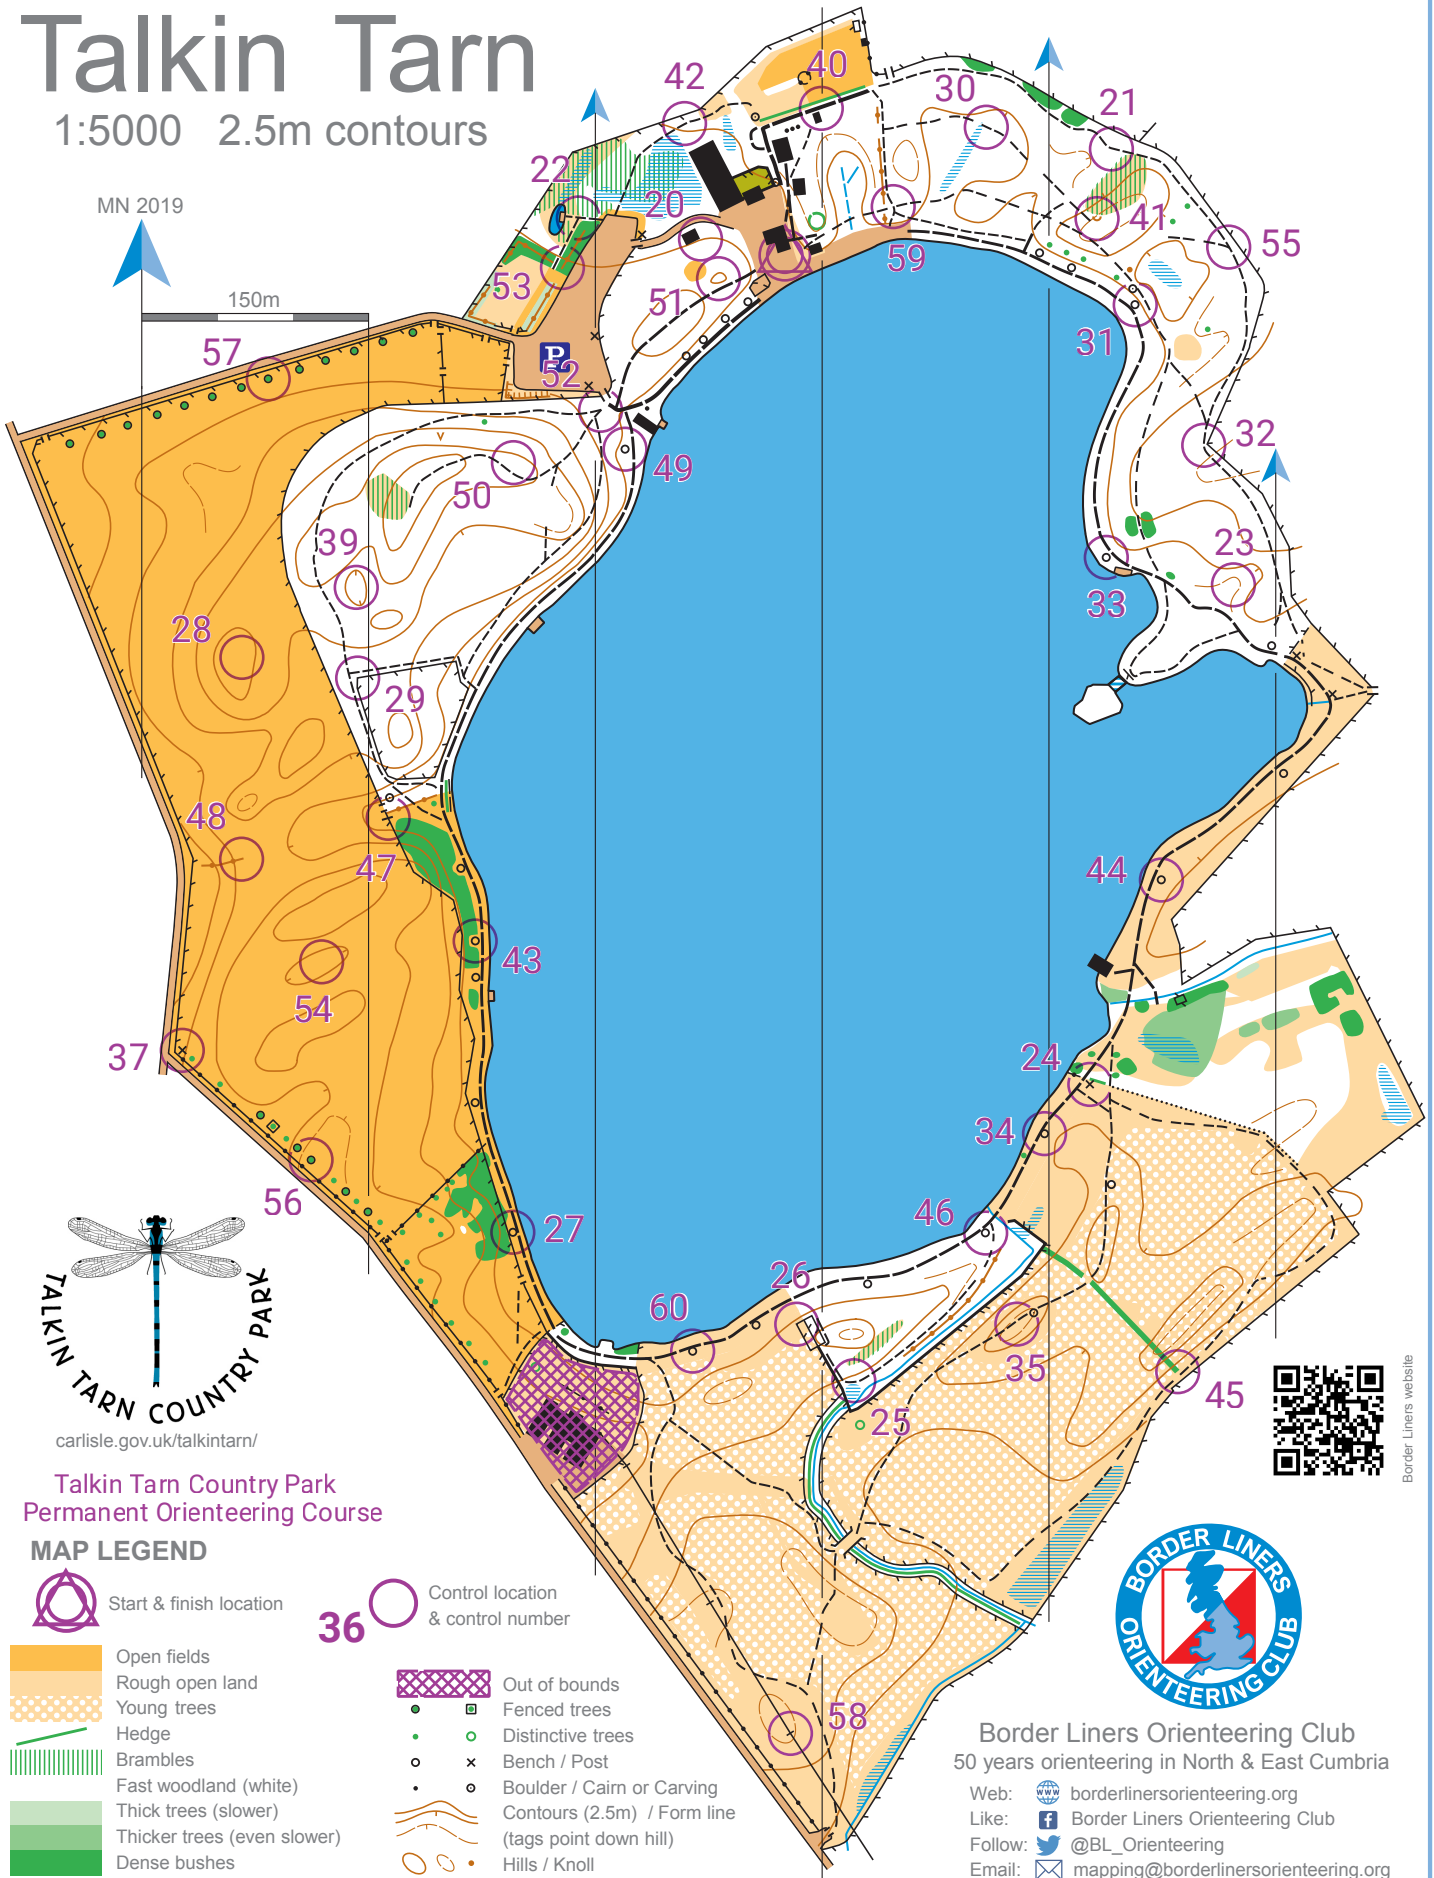 Talkin Tarn
1:5000 2.5m contours
MN 2019
150m
42
40
30
21
22
20
41
55
59
53
51
31
57
P
52
32
49
50
39
23
33
28
29
48
47
44
43
54
37
24
34
56
46
27
26
60
35
45
25
58
TALKIN TARN COUNTRY PARK
carlisle.gov.uk/talkintarn/
Talkin Tarn Country Park
Permanent Orienteering Course
MAP LEGEND
Start & finish location
36
Control location
& control number
Open fields
Rough open land
Young trees
Hedge
Brambles
Fast woodland (white)
Thick trees (slower)
Thicker trees (even slower)
Dense bushes
Out of bounds
Fenced trees
Distinctive trees
Bench / Post
Boulder / Cairn or Carving
Contours (2.5m) / Form line
(tags point down hill)
Hills / Knoll
Border Liners website
BORDER LINERS
ORIENTEERING CLUB
Border Liners Orienteering Club
50 years orienteering in North & East Cumbria
Web: www borderlinersorienteering.org
Like: f Border Liners Orienteering Club
Follow: @BL_Orienteering
Email: mapping@borderlinersorienteering.org